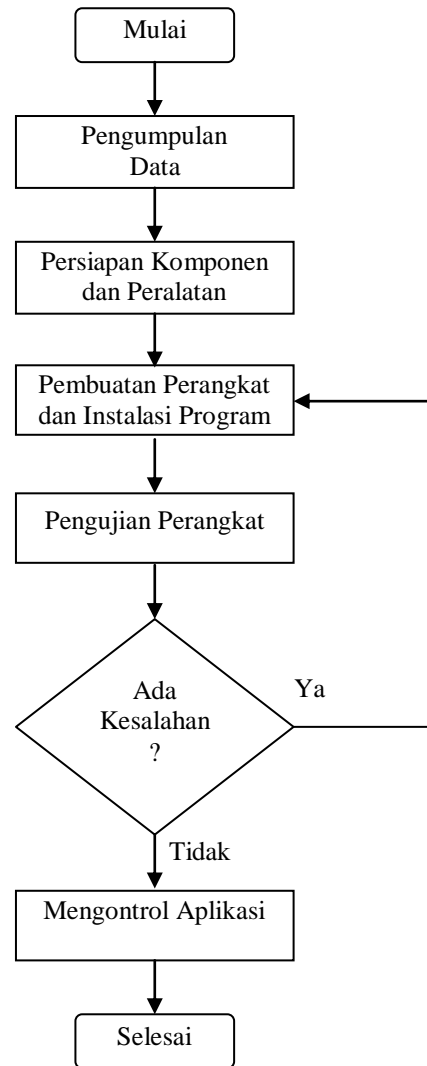 Mulai
Pengumpulan
Data
Persiapan Komponen
dan Peralatan
Pembuatan Perangkat
dan Instalasi Program
Pengujian Perangkat
Ada
Kesalahan
?
Ya
Tidak
Mengontrol Aplikasi
Selesai